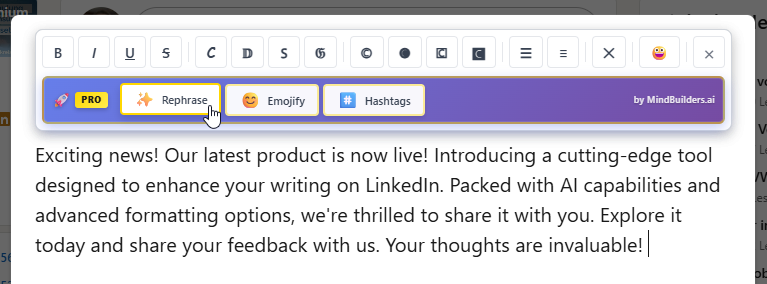 B I U S C D S G © C C
PRO Rephrase Emojify # Hashtags by MindBuilders.ai
Exciting news! Our latest product is now live! Introducing a cutting-edge tool
designed to enhance your writing on LinkedIn. Packed with AI capabilities and
advanced formatting options, we're thrilled to share it with you. Explore it
today and share your feedback with us. Your thoughts are invaluable!